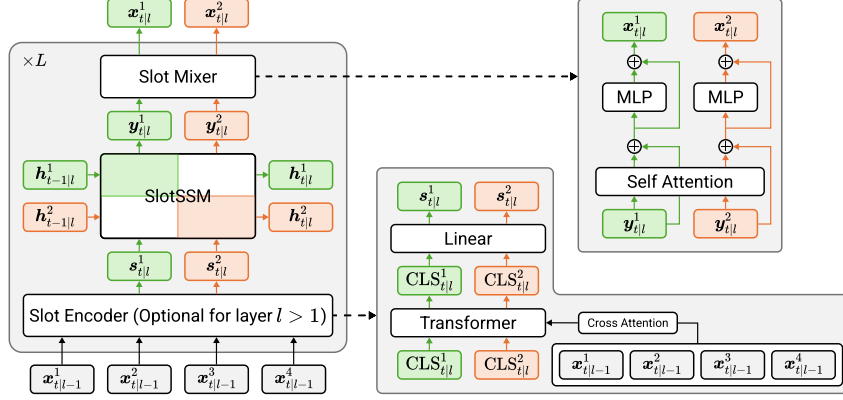 x^1_{t|l} x^2_{t|l}
×L
Slot Mixer
y^1_{t|l} y^2_{t|l}
h^1_{t-1|l} h^1_{t|l}
SlotSSM
h^2_{t-1|l} h^2_{t|l}
s^1_{t|l} s^2_{t|l}
Slot Encoder (Optional for layer l > 1)
x^1_{t|l-1} x^2_{t|l-1} x^3_{t|l-1} x^4_{t|l-1}
s^1_{t|l} s^2_{t|l}
Linear
CLS^1_{t|l} CLS^2_{t|l}
Transformer
Cross Attention
CLS^1_{t|l} CLS^2_{t|l}
x^1_{t|l-1} x^2_{t|l-1} x^3_{t|l-1} x^4_{t|l-1}
x^1_{t|l} x^2_{t|l}
MLP MLP
Self Attention
y^1_{t|l} y^2_{t|l}